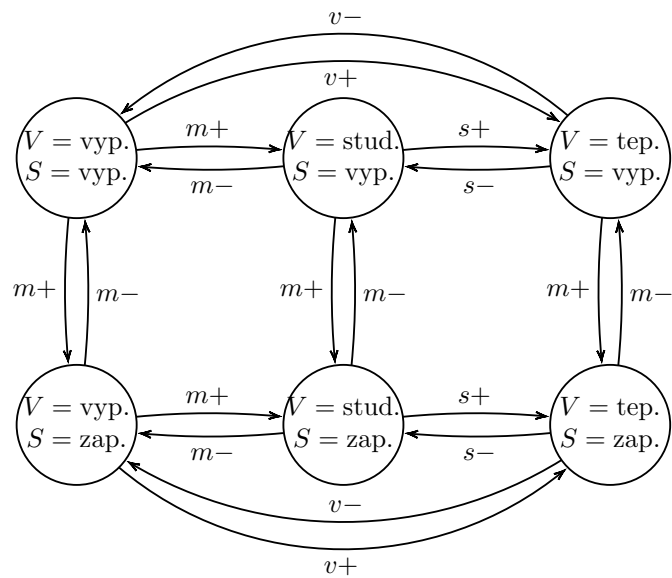 v−
v+
V = vyp.
S = vyp.
m+
m−
V = stud.
S = vyp.
s+
s−
V = tep.
S = vyp.
m+
m−
m+
m−
m+
m−
V = vyp.
S = zap.
m+
m−
V = stud.
S = zap.
s+
s−
V = tep.
S = zap.
v−
v+